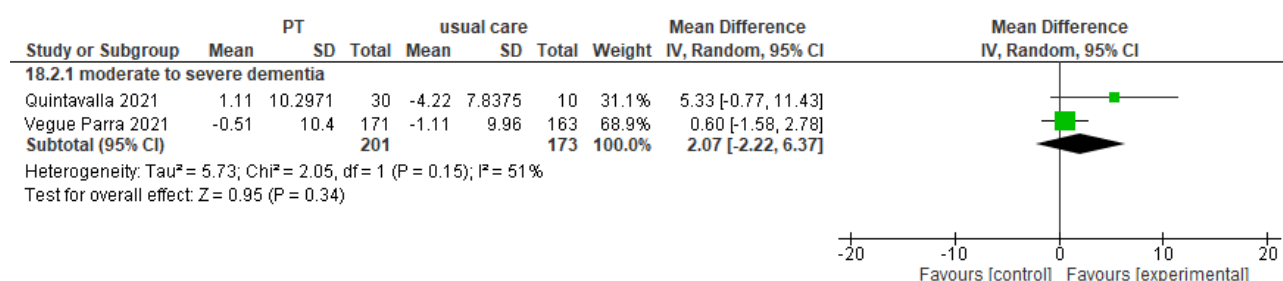 PT usual care Mean Difference Mean Difference
Study or Subgroup Mean SD Total Mean SD Total Weight IV, Random, 95% CI IV, Random, 95% CI
18.2.1 moderate to severe dementia
Quintavalla 2021 1.11 10.2971 30 -4.22 7.8375 10 31.1% 5.33 [-0.77, 11.43]
Vegue Parra 2021 -0.51 10.4 171 -1.11 9.96 163 68.9% 0.60 [-1.58, 2.78]
Subtotal (95% CI) 201 173 100.0% 2.07 [-2.22, 6.37]
Heterogeneity: Tau² = 5.73; Chi² = 2.05, df = 1 (P = 0.15); I² = 51%
Test for overall effect: Z = 0.95 (P = 0.34)
-20 -10 0 10 20
Favours [control] Favours [experimental]